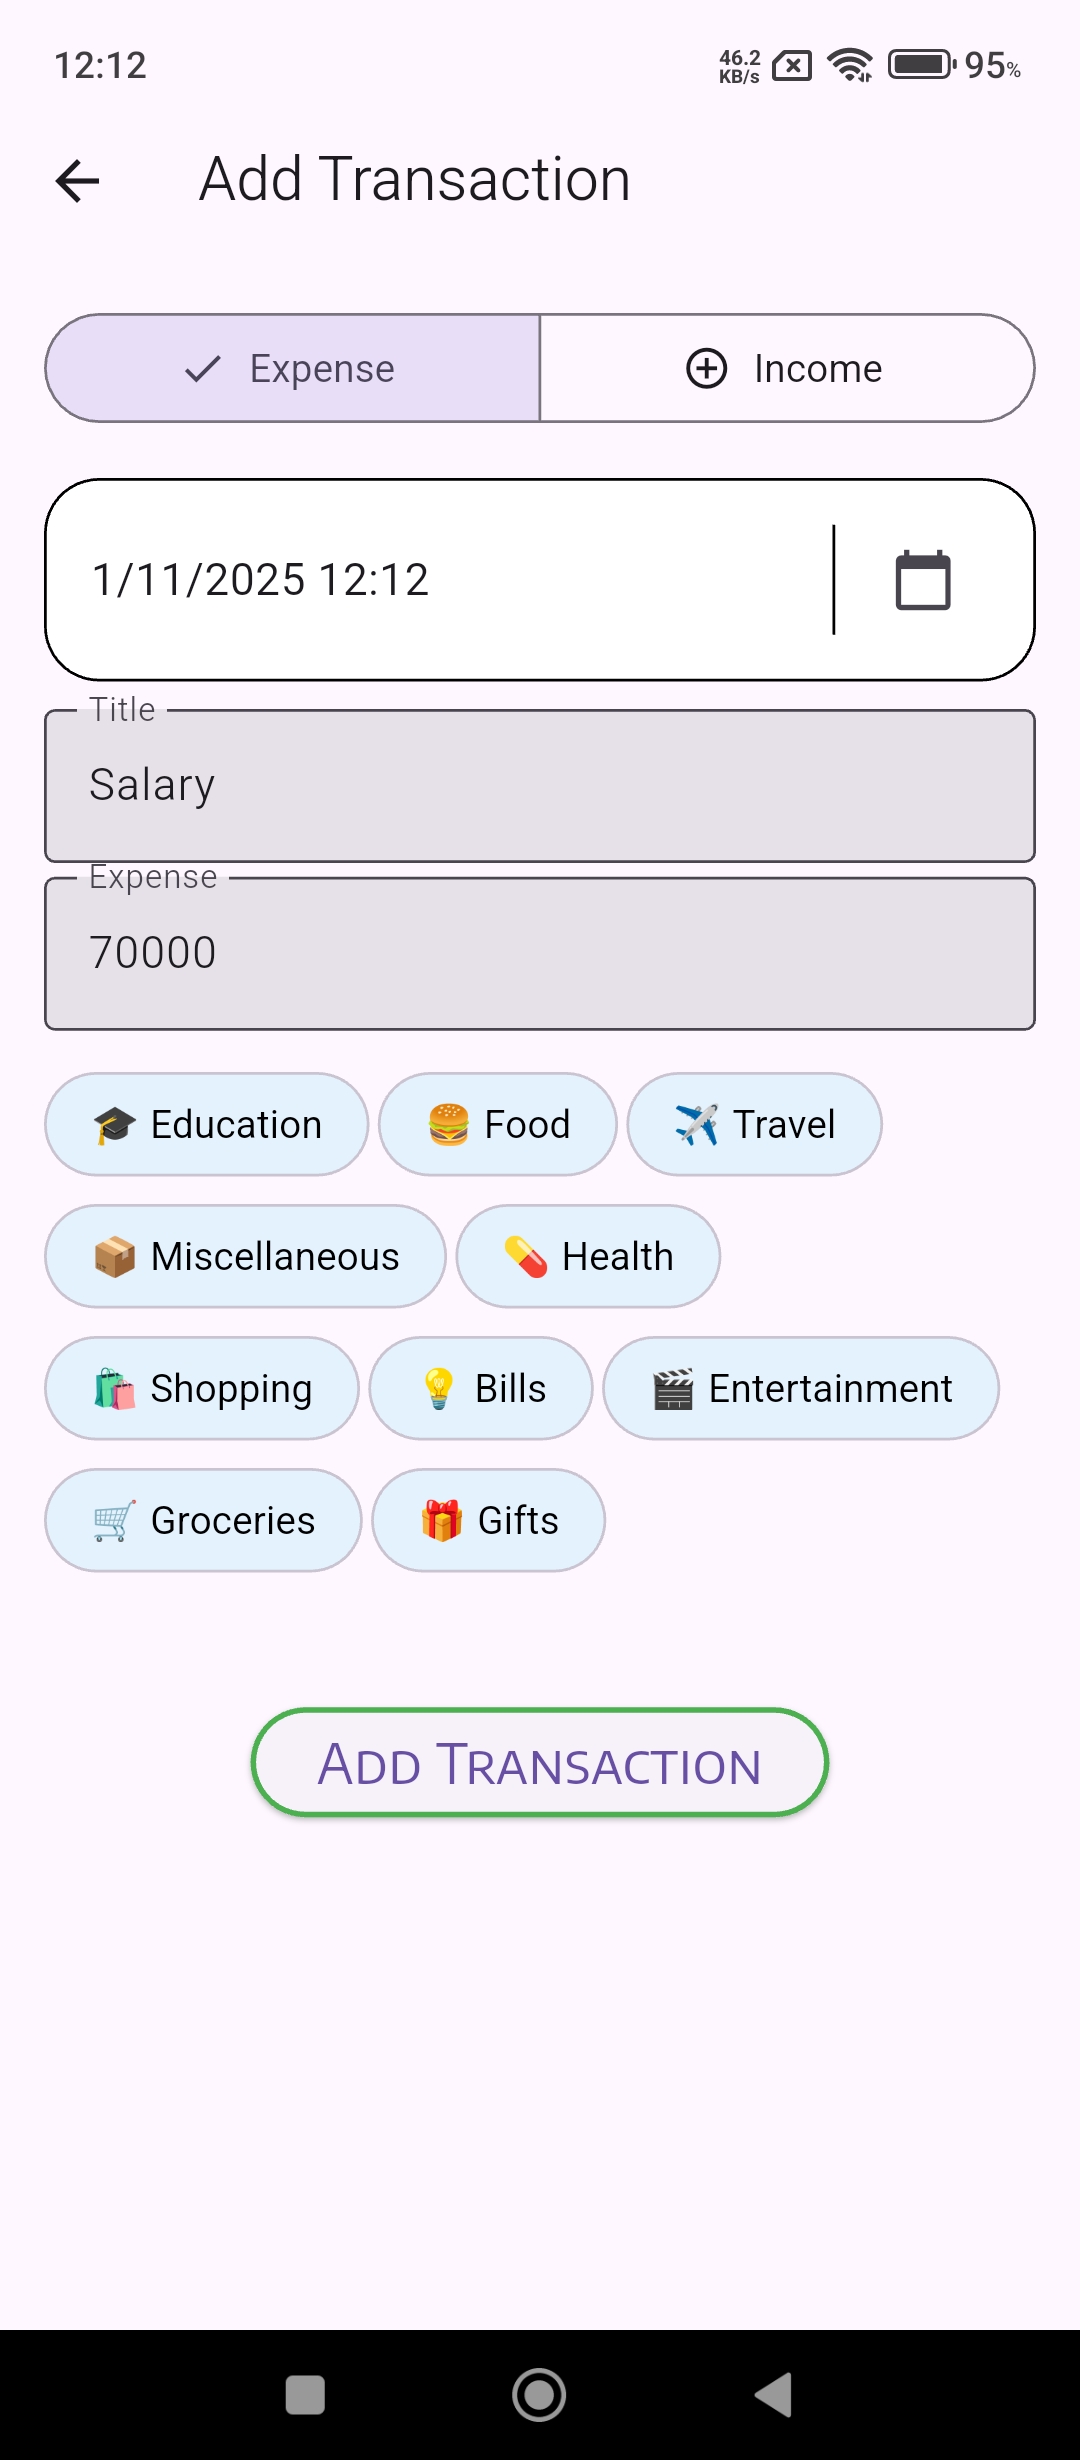 12:12 46.2 KB/s 95%
Add Transaction
Expense Income
1/11/2025 12:12
Title
Salary
Expense
70000
🎓 Education 🍔 Food ✈️ Travel
📦 Miscellaneous 💊 Health
🛍️ Shopping 💡 Bills 🎬 Entertainment
🛒 Groceries 🎁 Gifts
Add Transaction